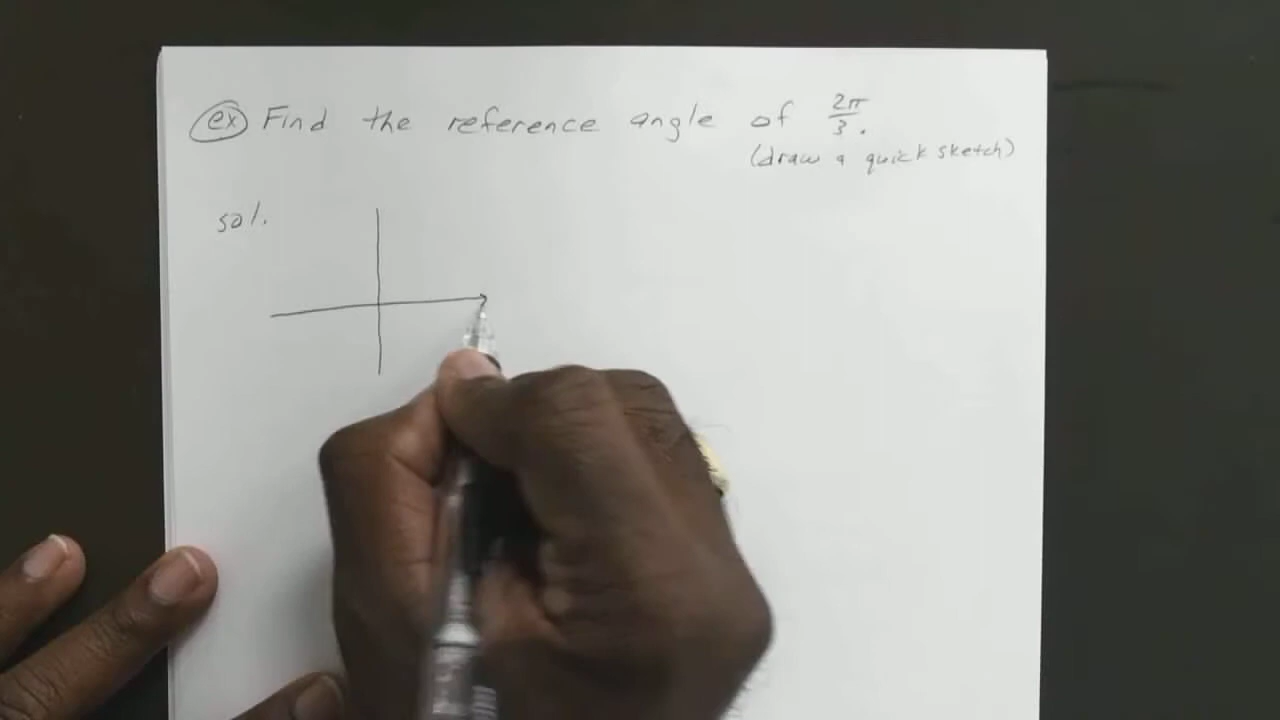 ex Find the reference angle of 2π/3.
(draw a quick sketch)
sol.